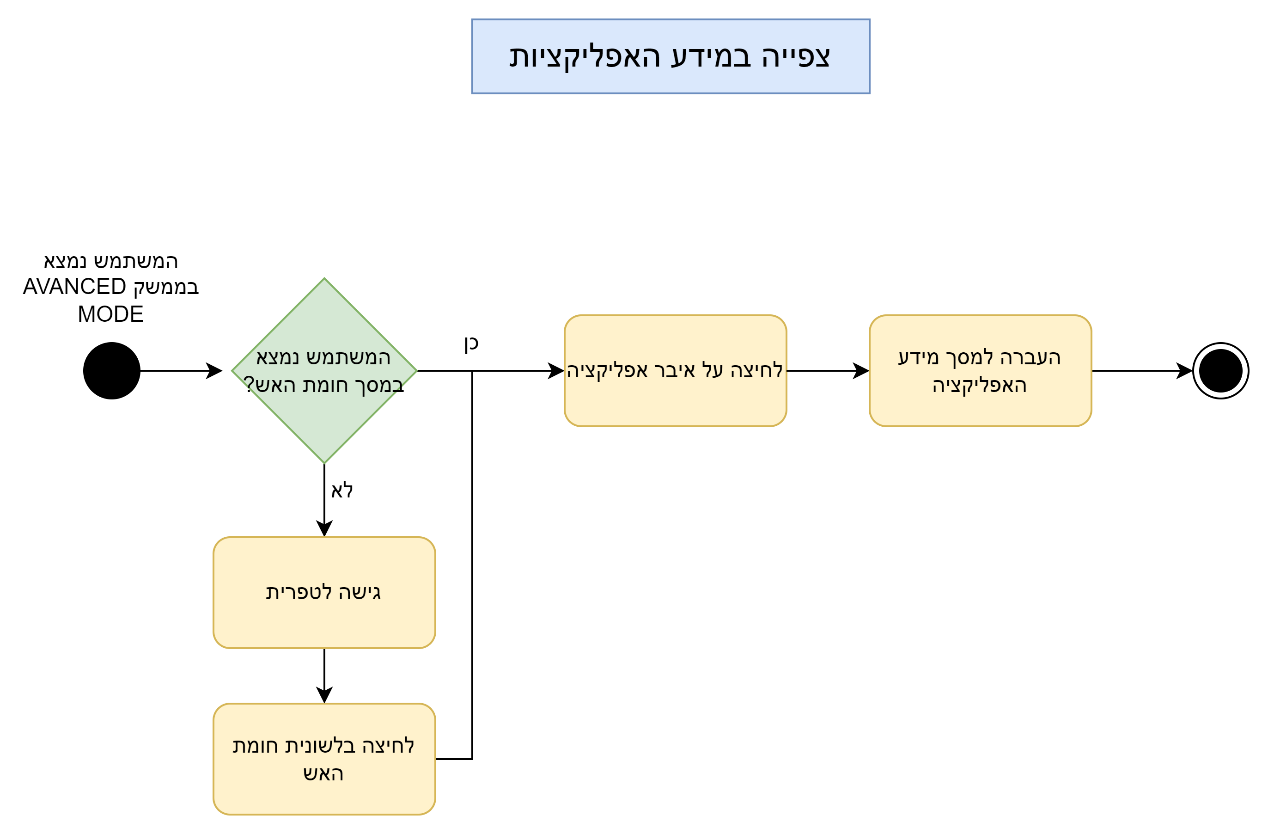 צפייה במידע האפליקציות
המשתמש נמצא
בממשק AVANCED
MODE
המשתמש נמצא
במסך חומת האש?
כן
לחיצה על איבר אפליקציה
העברה למסך מידע
האפליקציה
לא
גישה לטפרית
לחיצה בלשונית חומת
האש